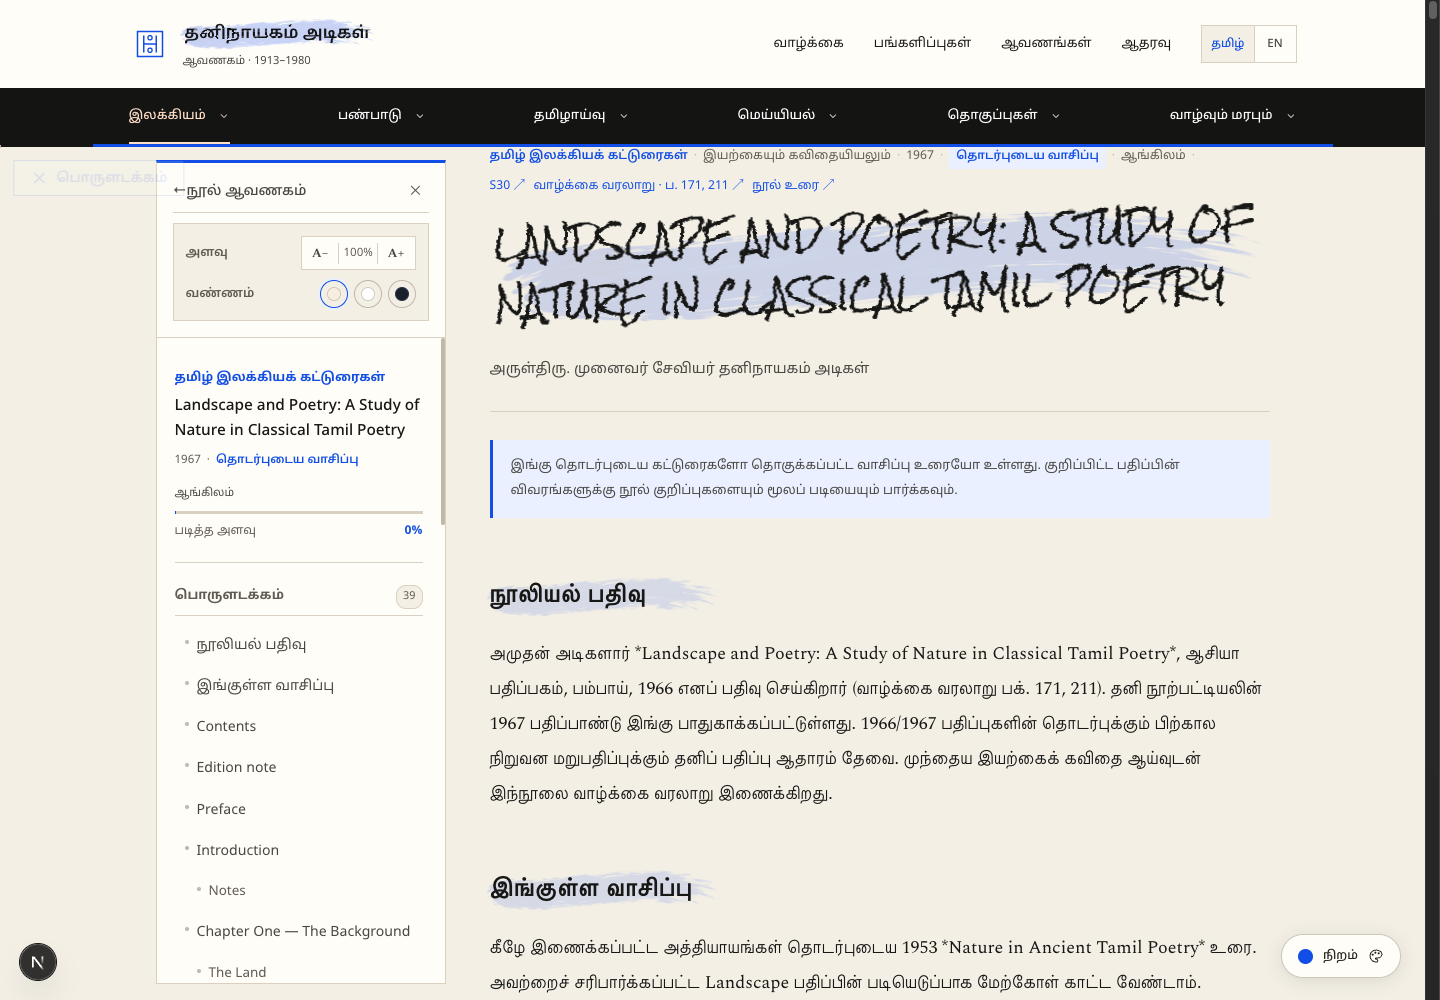 தனிநாயகம் அடிகள்
ஆவணகம் · 1913–1980
வாழ்க்கை பங்களிப்புகள் ஆவணங்கள் ஆதரவு தமிழ் EN
இலக்கியம் பண்பாடு தமிழாய்வு மெய்யியல் தொகுப்புகள் வாழ்வும் மரபும்
× பொருளடக்கம்
← நூல் ஆவணகம் ×
அளவு A− 100% A+
வண்ணம்
தமிழ் இலக்கியக் கட்டுரைகள்
Landscape and Poetry: A Study of
Nature in Classical Tamil Poetry
1967 · தொடர்புடைய வாசிப்பு
ஆங்கிலம்
படித்த அளவு 0%
பொருளடக்கம் 39
நூலியல் பதிவு
இங்குள்ள வாசிப்பு
Contents
Edition note
Preface
Introduction
Notes
Chapter One — The Background
The Land
தமிழ் இலக்கியக் கட்டுரைகள் · இயற்கையும் கவிதையியலும் · 1967 · தொடர்புடைய வாசிப்பு · ஆங்கிலம் ·
S30 ↗ வாழ்க்கை வரலாறு · ப. 171, 211 ↗ நூல் உரை ↗
LANDSCAPE AND POETRY: A STUDY OF
NATURE IN CLASSICAL TAMIL POETRY
அருள்திரு. முனைவர் சேவியர் தனிநாயகம் அடிகள்
இங்கு தொடர்புடைய கட்டுரைகளோ தொகுக்கப்பட்ட வாசிப்பு உரையோ உள்ளது. குறிப்பிட்ட பதிப்பின்
விவரங்களுக்கு நூல் குறிப்புகளையும் மூலப் படியையும் பார்க்கவும்.
நூலியல் பதிவு
அமுதன் அடிகளார் *Landscape and Poetry: A Study of Nature in Classical Tamil Poetry*, ஆசியா
பதிப்பகம், பம்பாய், 1966 எனப் பதிவு செய்கிறார் (வாழ்க்கை வரலாறு பக். 171, 211). தனி நூற்பட்டியலின்
1967 பதிப்பாண்டு இங்கு பாதுகாக்கப்பட்டுள்ளது. 1966/1967 பதிப்புகளின் தொடர்புக்கும் பிற்கால
நிறுவன மறுபதிப்புக்கும் தனிப் பதிப்பு ஆதாரம் தேவை. முந்தைய இயற்கைக் கவிதை ஆய்வுடன்
இந்நூலை வாழ்க்கை வரலாறு இணைக்கிறது.
இங்குள்ள வாசிப்பு
கீழே இணைக்கப்பட்ட அத்தியாயங்கள் தொடர்புடைய 1953 *Nature in Ancient Tamil Poetry* உரை.
அவற்றைச் சரிபார்க்கப்பட்ட Landscape பதிப்பின் படியெடுப்பாக மேற்கோள் காட்ட வேண்டாம்.
N
நிறம்